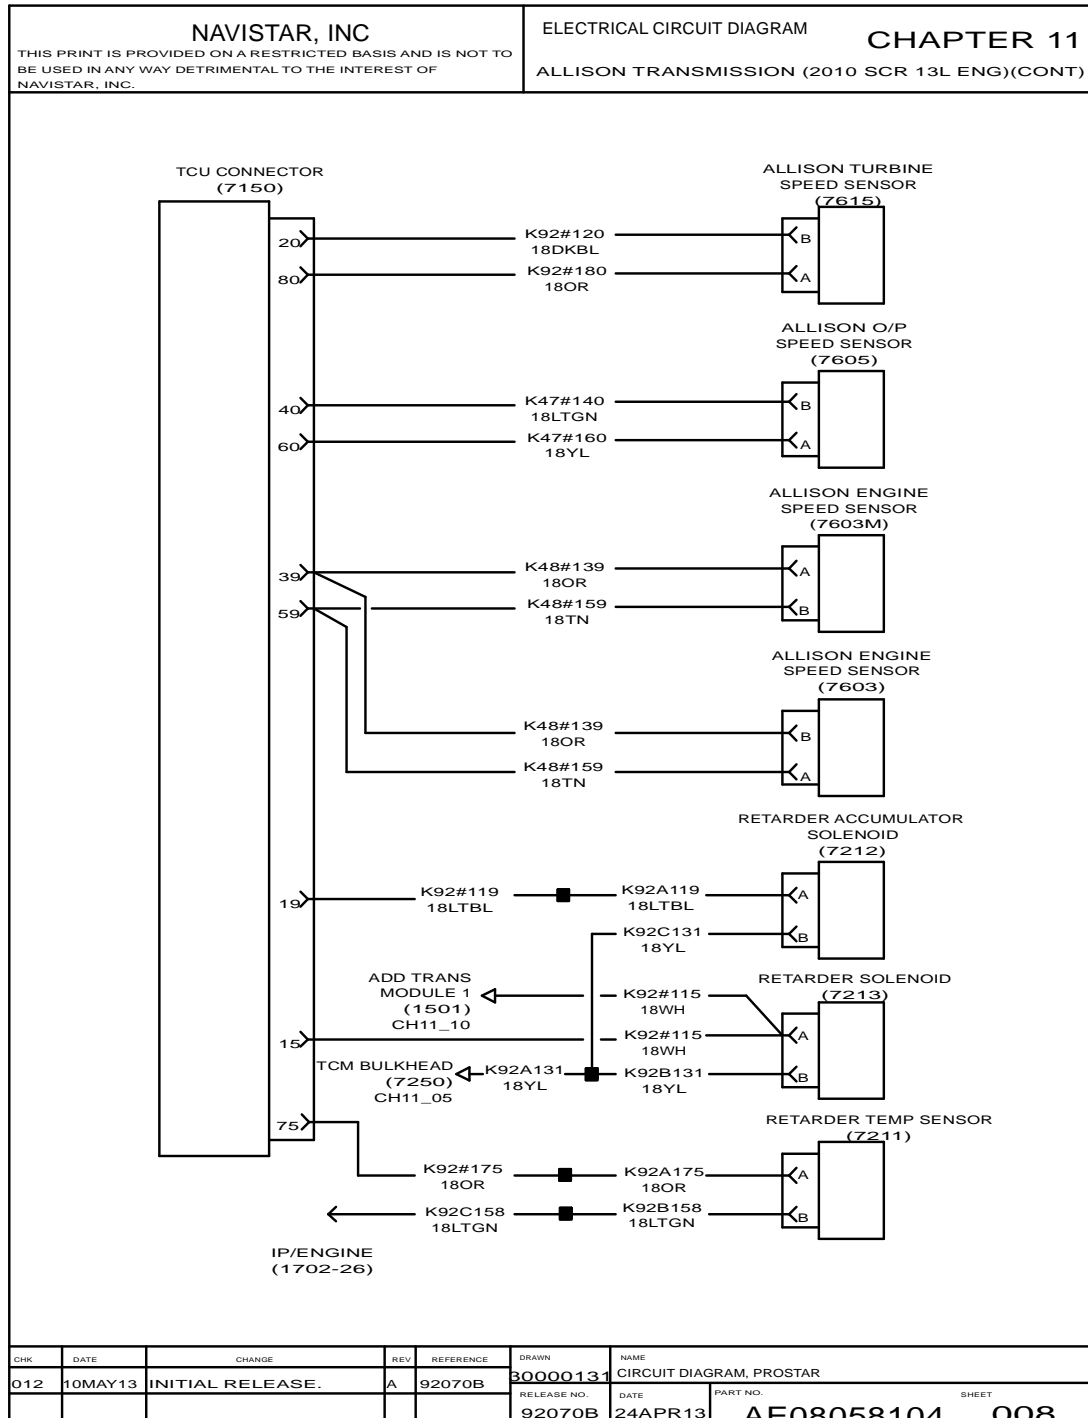 NAVISTAR, INC
THIS PRINT IS PROVIDED ON A RESTRICTED BASIS AND IS NOT TO
BE USED IN ANY WAY DETRIMENTAL TO THE INTEREST OF
NAVISTAR, INC.
ELECTRICAL CIRCUIT DIAGRAM
CHAPTER 11
ALLISON TRANSMISSION (2010 SCR 13L ENG)(CONT)
TCU CONNECTOR
(7150)
ALLISON TURBINE
SPEED SENSOR
(7615)
20
K92#120
18DKBL
B
80
K92#180
18OR
A
ALLISON O/P
SPEED SENSOR
(7605)
40
K47#140
18LTGN
B
60
K47#160
18YL
A
ALLISON ENGINE
SPEED SENSOR
(7603M)
39
K48#139
18OR
A
59
K48#159
18TN
B
ALLISON ENGINE
SPEED SENSOR
(7603)
K48#139
18OR
B
K48#159
18TN
A
RETARDER ACCUMULATOR
SOLENOID
(7212)
19
K92#119
18LTBL
K92A119
18LTBL
A
K92C131
18YL
B
ADD TRANS
MODULE 1
(1501)
CH11_10
RETARDER SOLENOID
(7213)
K92#115
18WH
15
K92#115
18WH
A
TCM BULKHEAD
(7250)
CH11_05
K92A131
18YL
K92B131
18YL
B
75
RETARDER TEMP SENSOR
(7211)
K92#175
18OR
K92A175
18OR
A
K92C158
18LTGN
K92B158
18LTGN
B
IP/ENGINE
(1702-26)
CHK DATE CHANGE REV REFERENCE
012 10MAY13 INITIAL RELEASE. A 92070B
DRAWN
30000131
NAME
CIRCUIT DIAGRAM, PROSTAR
RELEASE NO.
92070B
DATE
24APR13
PART NO.
AE08058104
SHEET
008